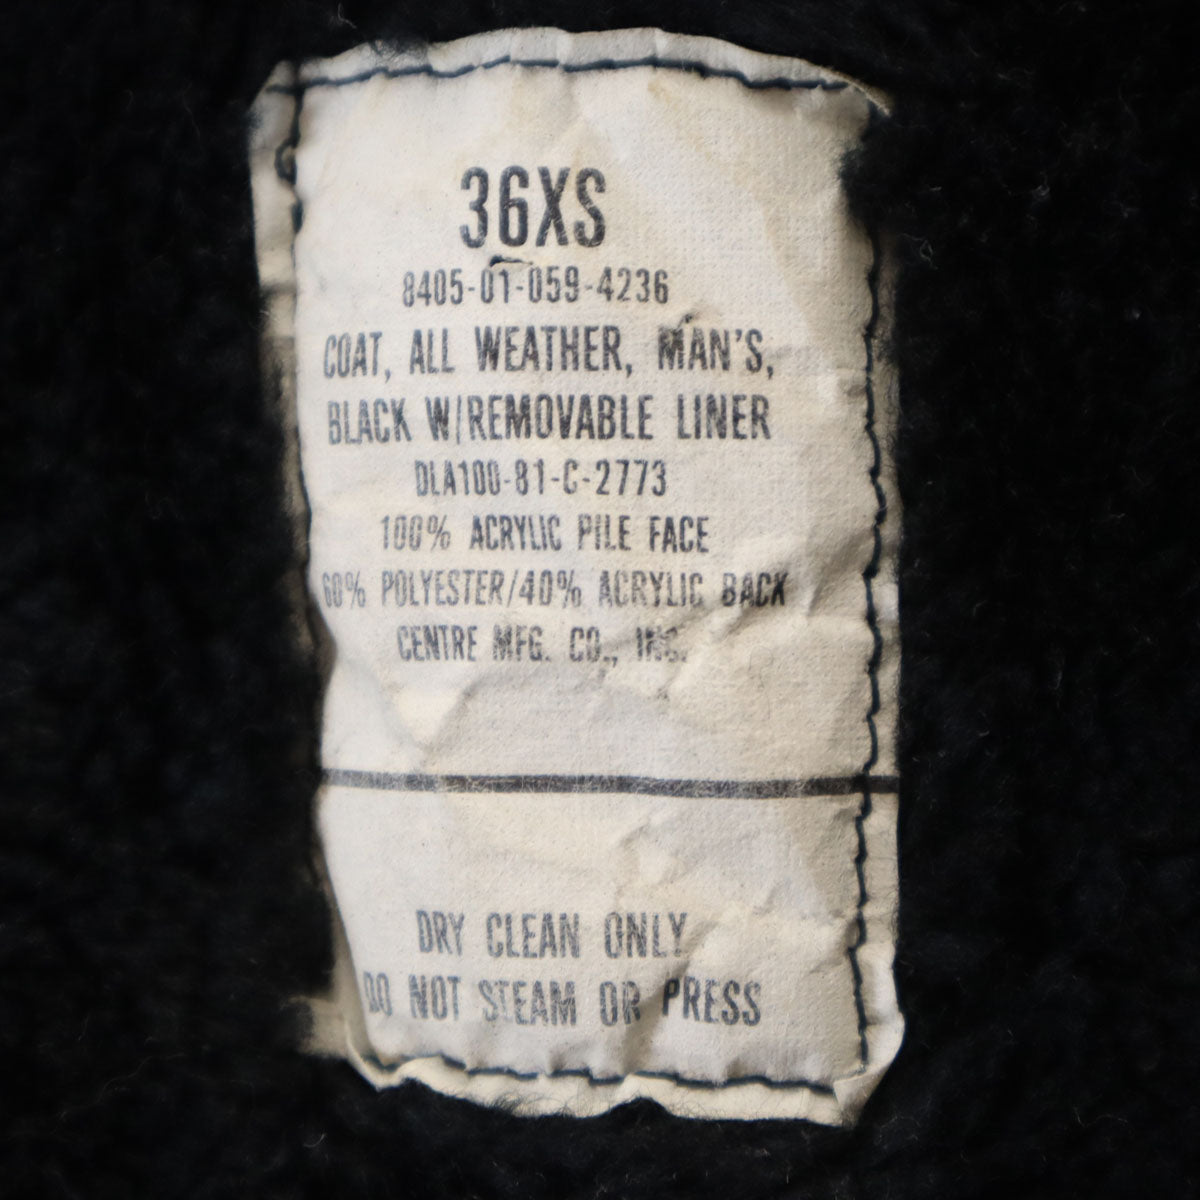 36XS
8405-01-059-4236
COAT, ALL WEATHER, MAN'S,
BLACK W/REMOVABLE LINER
DLA100-81-C-2773
100% ACRYLIC PILE FACE
60% POLYESTER/40% ACRYLIC BACK
CENTRE MFG. CO., INC.
DRY CLEAN ONLY
DO NOT STEAM OR PRESS